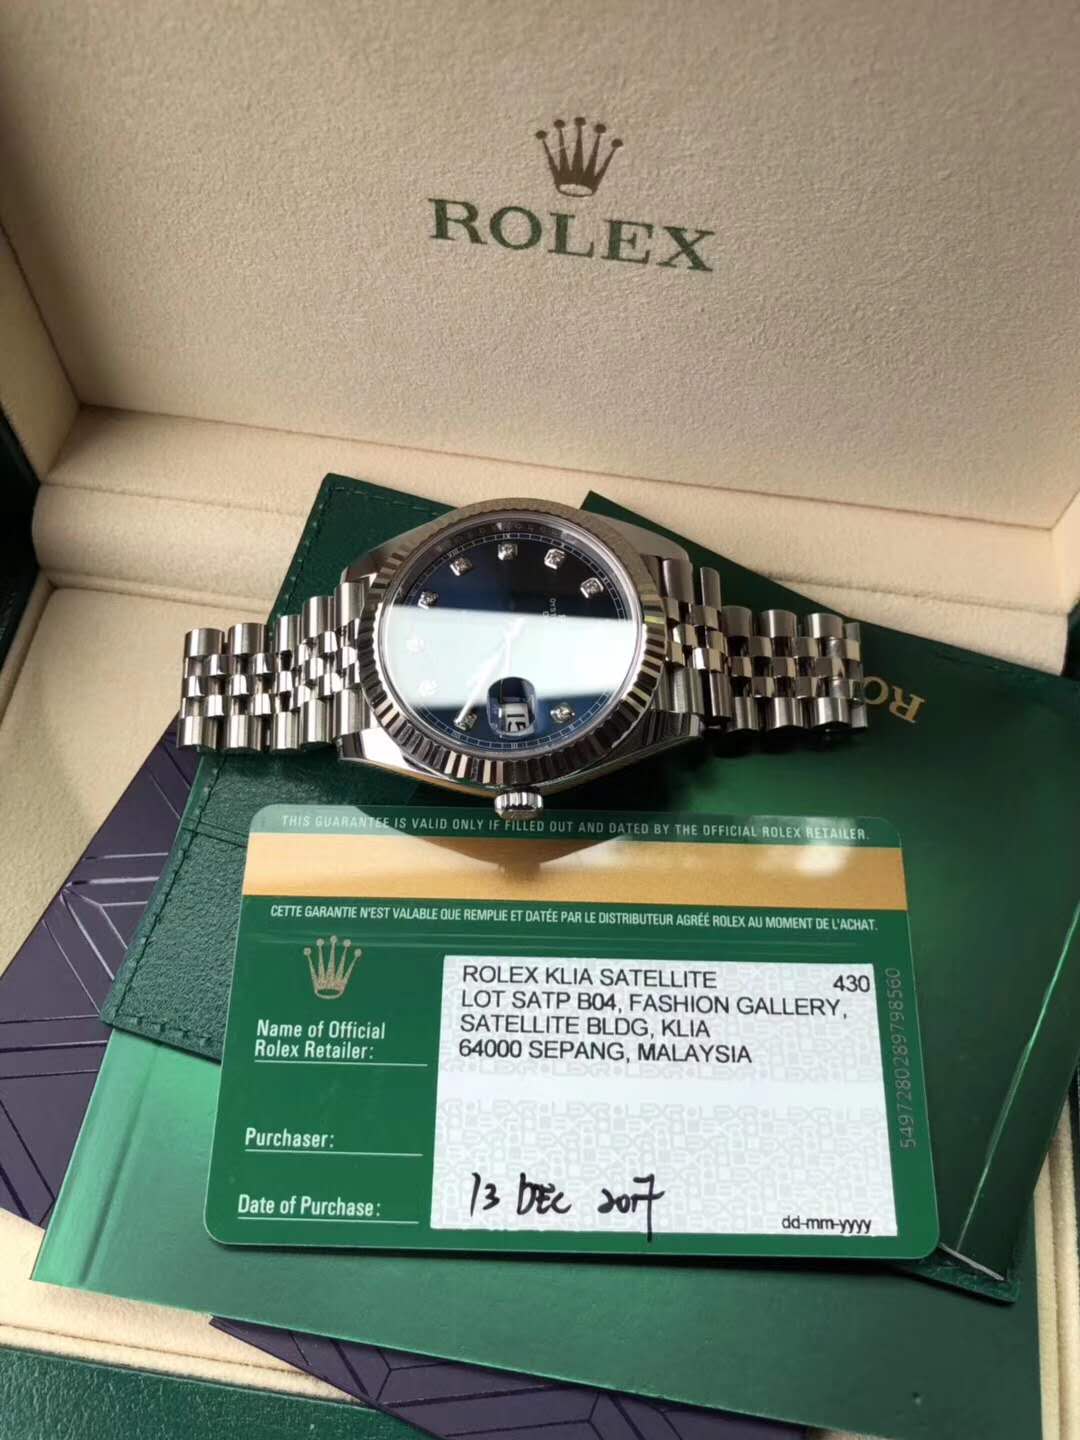 ROLEX
15
RO
THIS GUARANTEE IS VALID ONLY IF FILLED OUT AND DATED BY THE OFFICIAL ROLEX RETAILER.
CETTE GARANTIE N'EST VALABLE QUE REMPLIE ET DATÉE PAR LE DISTRIBUTEUR AGRÉÉ ROLEX AU MOMENT DE L'ACHAT.
Name of Official
Rolex Retailer:
ROLEX KLIA SATELLITE 430
LOT SATP B04, FASHION GALLERY,
SATELLITE BLDG, KLIA
64000 SEPANG, MALAYSIA
5497280289798560
Purchaser:
Date of Purchase:
13 DEC 2017
dd-mm-yyyy